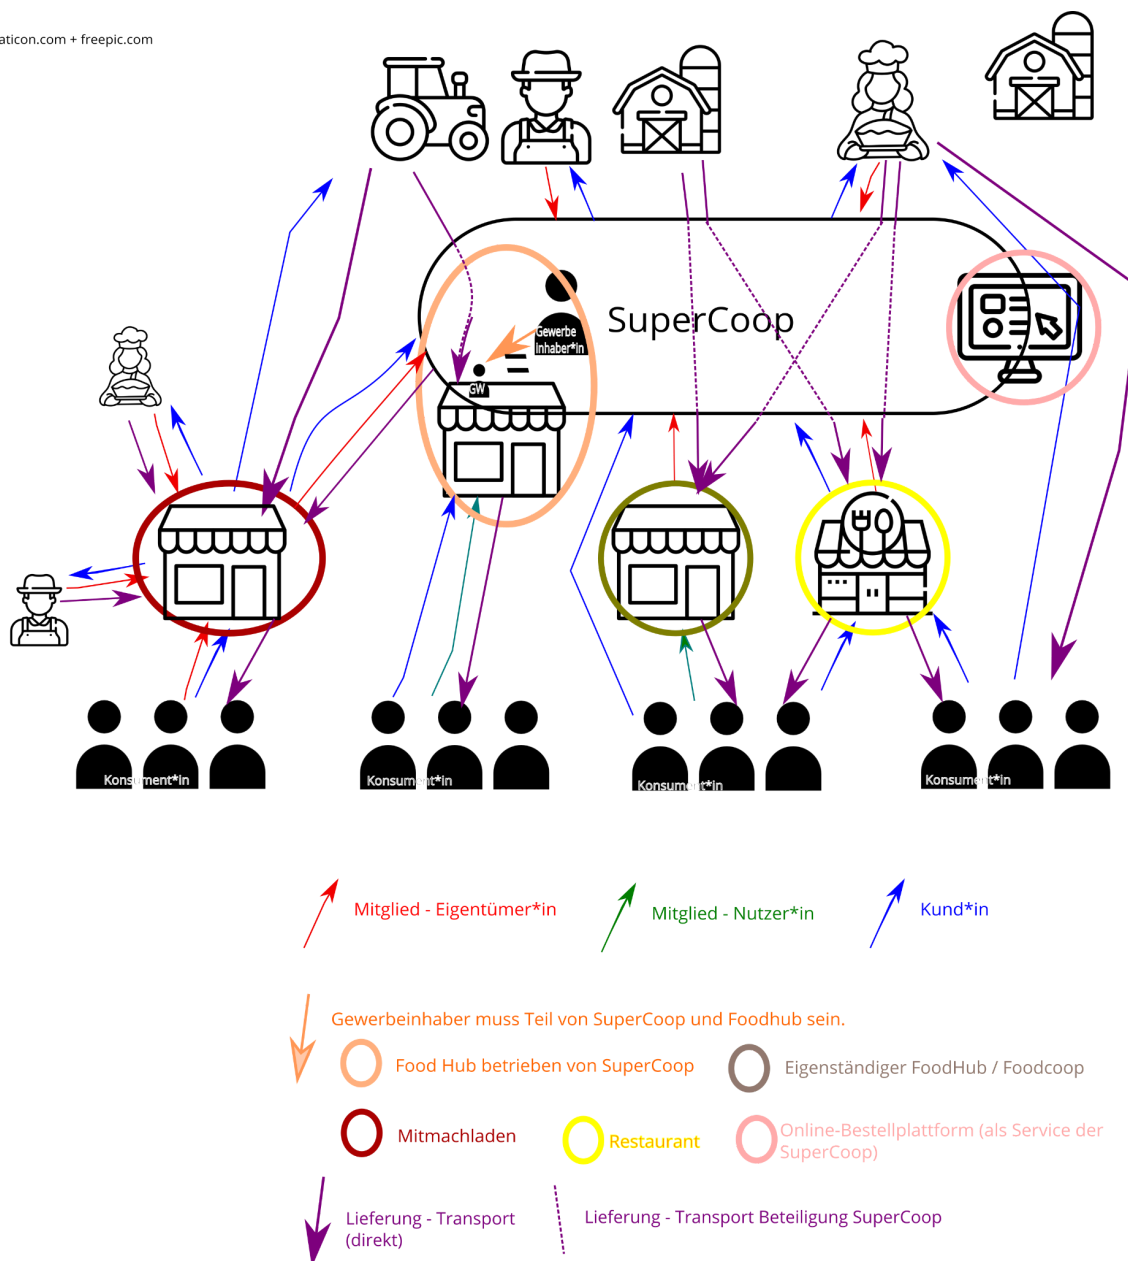 aticon.com + freepic.com
SuperCoop
Gewerbe
Inhaber*in
GW
Konsument*in
Konsument*in
Konsument*in
Konsument*in
Mitglied - Eigentümer*in
Mitglied - Nutzer*in
Kund*in
Gewerbeinhaber muss Teil von SuperCoop und Foodhub sein.
Food Hub betrieben von SuperCoop
Eigenständiger FoodHub / Foodcoop
Mitmachladen
Restaurant
Online-Bestellplattform (als Service der
SuperCoop)
Lieferung - Transport
(direkt)
Lieferung - Transport Beteiligung SuperCoop